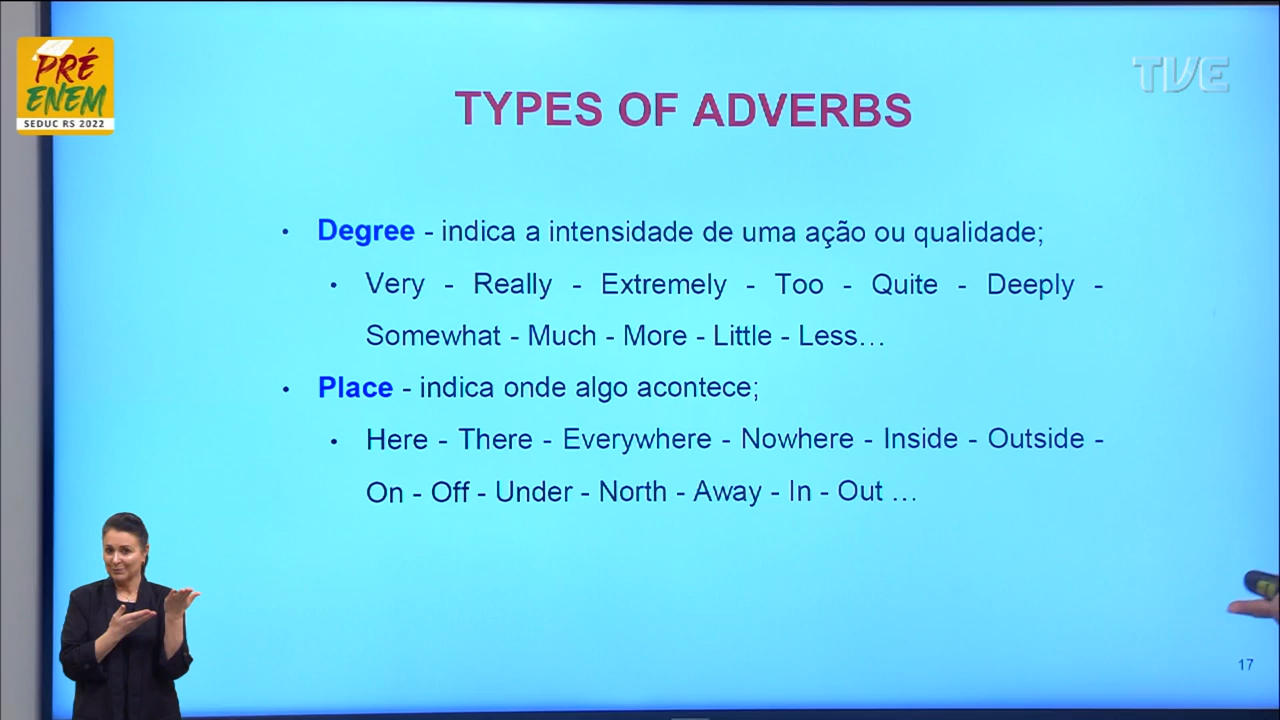 PRÉ
ENEM
SEDUC RS 2022
TVE
TYPES OF ADVERBS
• Degree - indica a intensidade de uma ação ou qualidade;
• Very - Really - Extremely - Too - Quite - Deeply -
Somewhat - Much - More - Little - Less…
• Place - indica onde algo acontece;
• Here - There - Everywhere - Nowhere - Inside - Outside -
On - Off - Under - North - Away - In - Out …
17